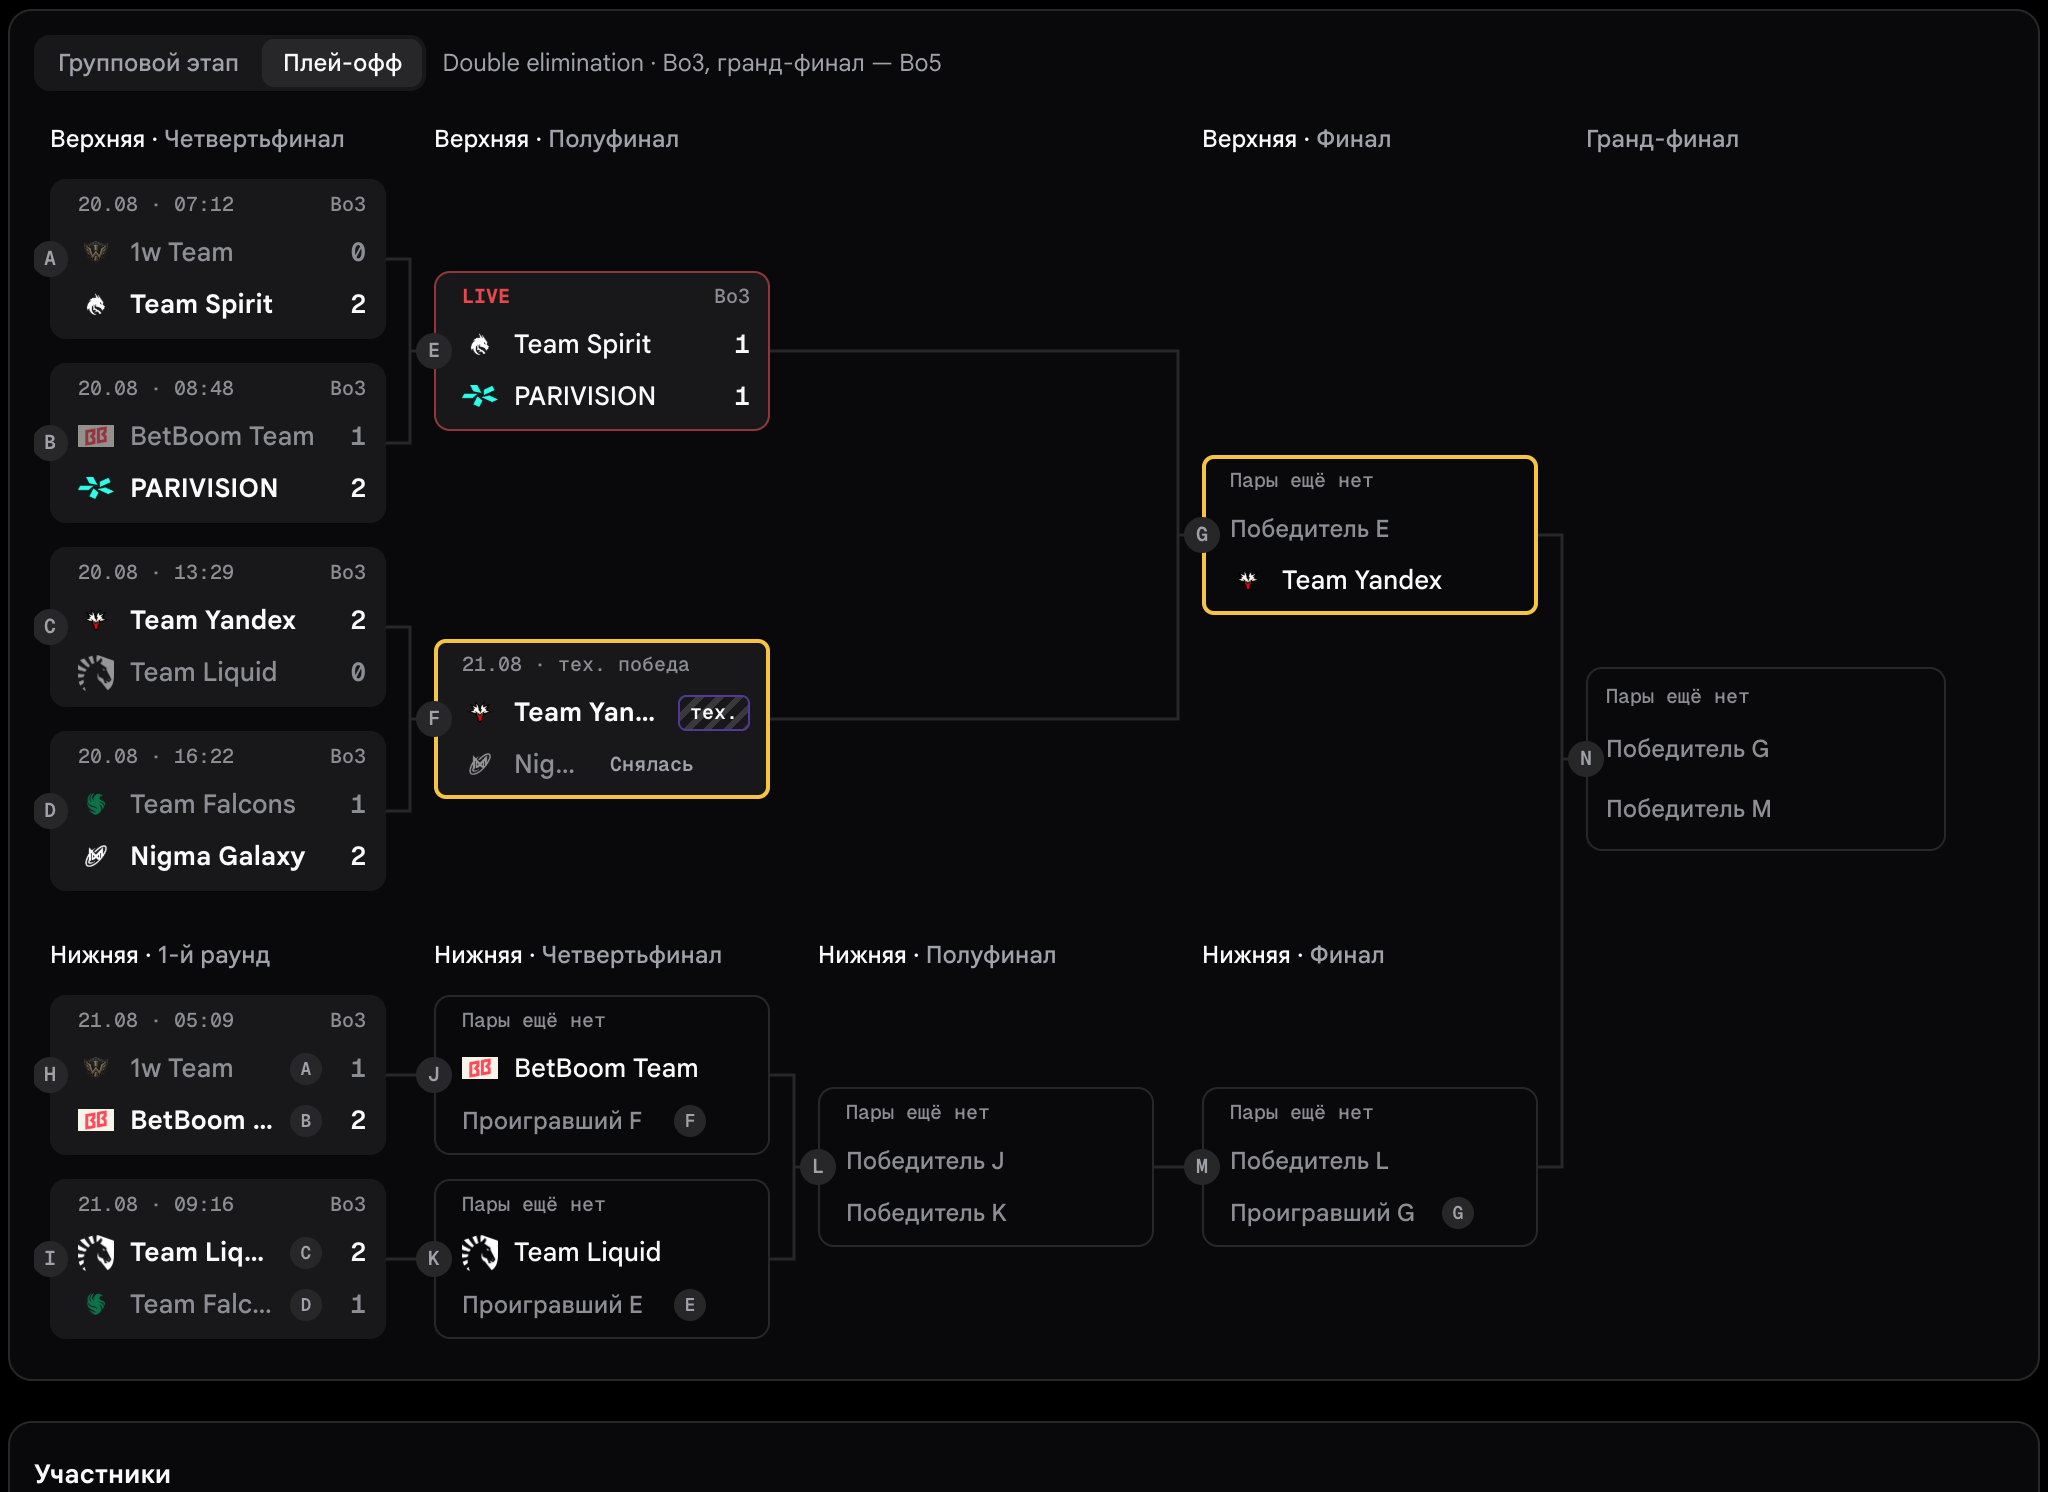 Групповой этап
Плей-офф
Double elimination · Bo3, гранд-финал — Bo5
Верхняя · Четвертьфинал
Верхняя · Полуфинал
Верхняя · Финал
Гранд-финал
20.08 · 07:12 Bo3
A
1w Team 0
Team Spirit 2
20.08 · 08:48 Bo3
B
BetBoom Team 1
PARIVISION 2
20.08 · 13:29 Bo3
C
Team Yandex 2
Team Liquid 0
20.08 · 16:22 Bo3
D
Team Falcons 1
Nigma Galaxy 2
LIVE Bo3
E
Team Spirit 1
PARIVISION 1
21.08 · тех. победа
F
Team Yan... тех.
Nig... Снялась
Пары ещё нет
G
Победитель E
Team Yandex
Пары ещё нет
N
Победитель G
Победитель M
Нижняя · 1-й раунд
Нижняя · Четвертьфинал
Нижняя · Полуфинал
Нижняя · Финал
21.08 · 05:09 Bo3
H
1w Team A 1
BetBoom ... B 2
21.08 · 09:16 Bo3
I
Team Liq... C 2
Team Falc... D 1
Пары ещё нет
J
BetBoom Team
Проигравший F F
Пары ещё нет
K
Team Liquid
Проигравший E E
Пары ещё нет
L
Победитель J
Победитель K
Пары ещё нет
M
Победитель L
Проигравший G G
Участники